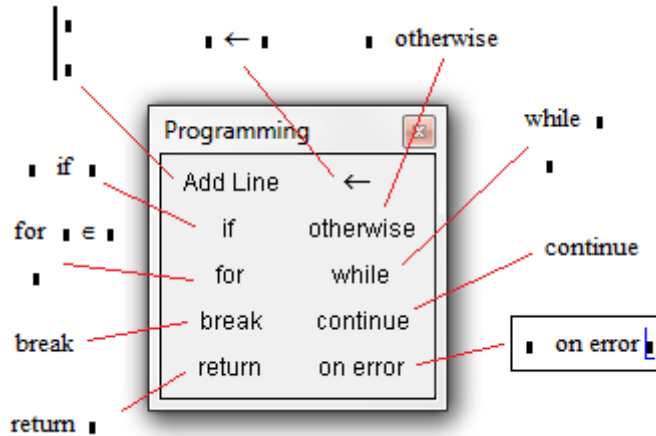 ← otherwise
while
Programming
if
Add Line ←
for ∈
if otherwise
for while
continue
break continue
break
on error
return on error
return